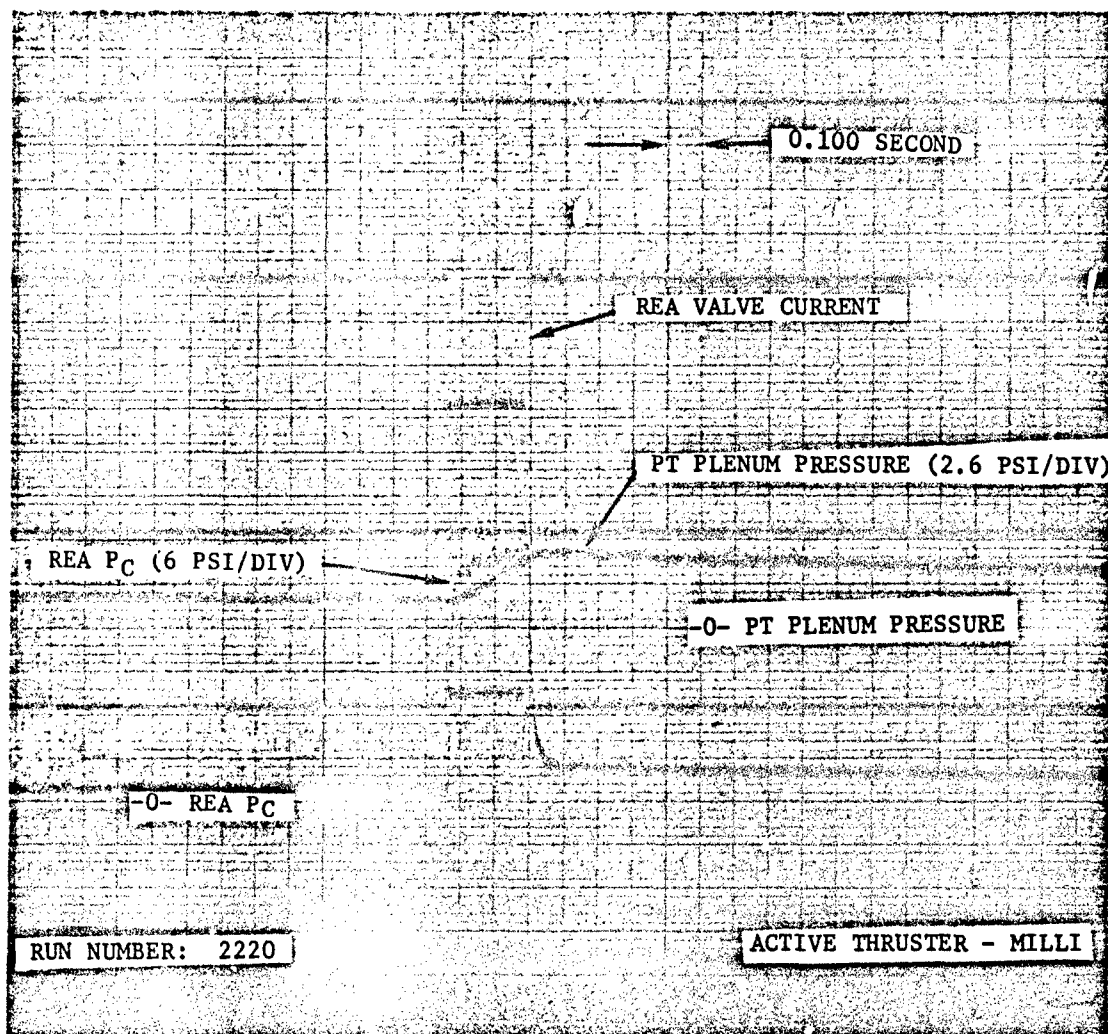 0.100 SECOND
REA VALVE CURRENT
PT PLENUM PRESSURE (2.6 PSI/DIV)
REA PC (6 PSI/DIV)
-0- PT PLENUM PRESSURE
-0- REA PC
RUN NUMBER: 2220
ACTIVE THRUSTER - MILLI